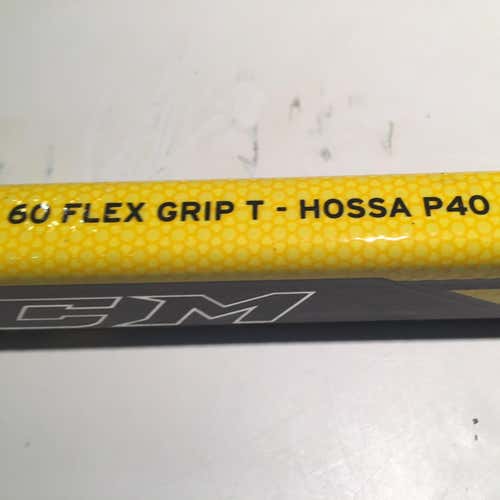 60 FLEX GRIP T - HOSSA P40
CCM